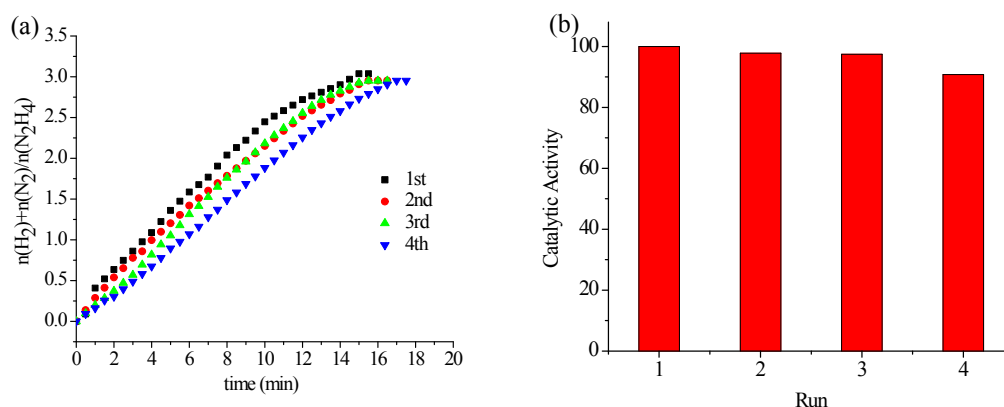 (a)
n(H2)+n(N2)/n(N2H4)
3.5
3.0
2.5
2.0
1.5
1.0
0.5
0.0
1st
2nd
3rd
4th
0 2 4 6 8 10 12 14 16 18 20
time (min)
(b)
Catalytic Activity
100
80
60
40
20
0
1 2 3 4
Run